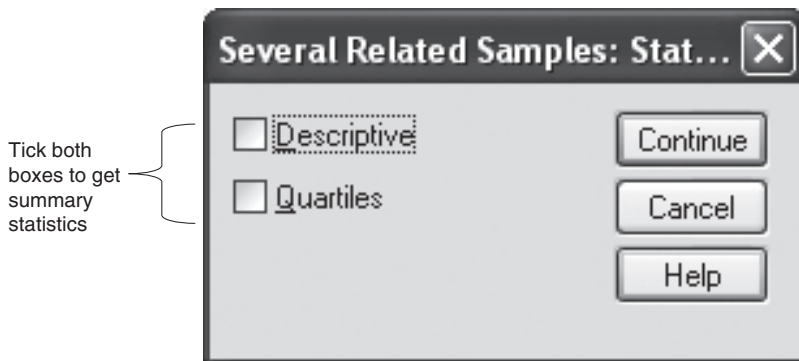 Several Related Samples: Stat...
Tick both
boxes to get
summary
statistics
Descriptive
Quartiles
Continue
Cancel
Help